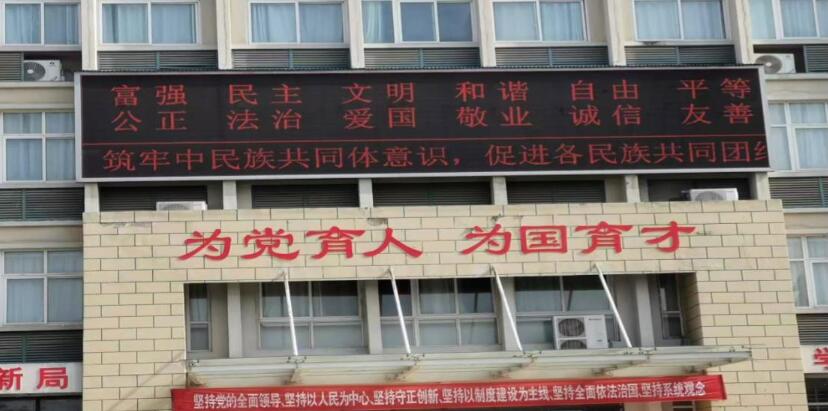 富强 民主 文明 和谐 自由 平等
公正 法治 爱国 敬业 诚信 友善
筑牢中民族共同体意识，促进各民族共同团结
为党育人 为国育才
新局
学
坚持党的全面领导、坚持以人民为中心、坚持守正创新、坚持以制度建设为主线、坚持全面依法治国、坚持系统观念